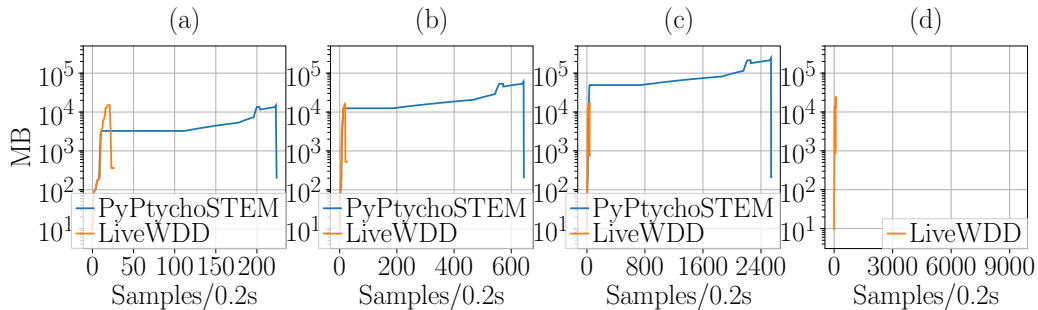 (a) (b) (c) (d)
MB
10^5 10^5 10^5 10^5
10^4 10^4 10^4 10^4
10^3 10^3 10^3 10^3
10^2 10^2 10^2 10^2
10^1 10^1 10^1 10^1
PyPtychoSTEM PyPtychoSTEM PyPtychoSTEM
LiveWDD LiveWDD LiveWDD LiveWDD
0 50 100 150 200 0 200 400 600 0 800 1600 2400 0 3000 6000 9000
Samples/0.2s Samples/0.2s Samples/0.2s Samples/0.2s